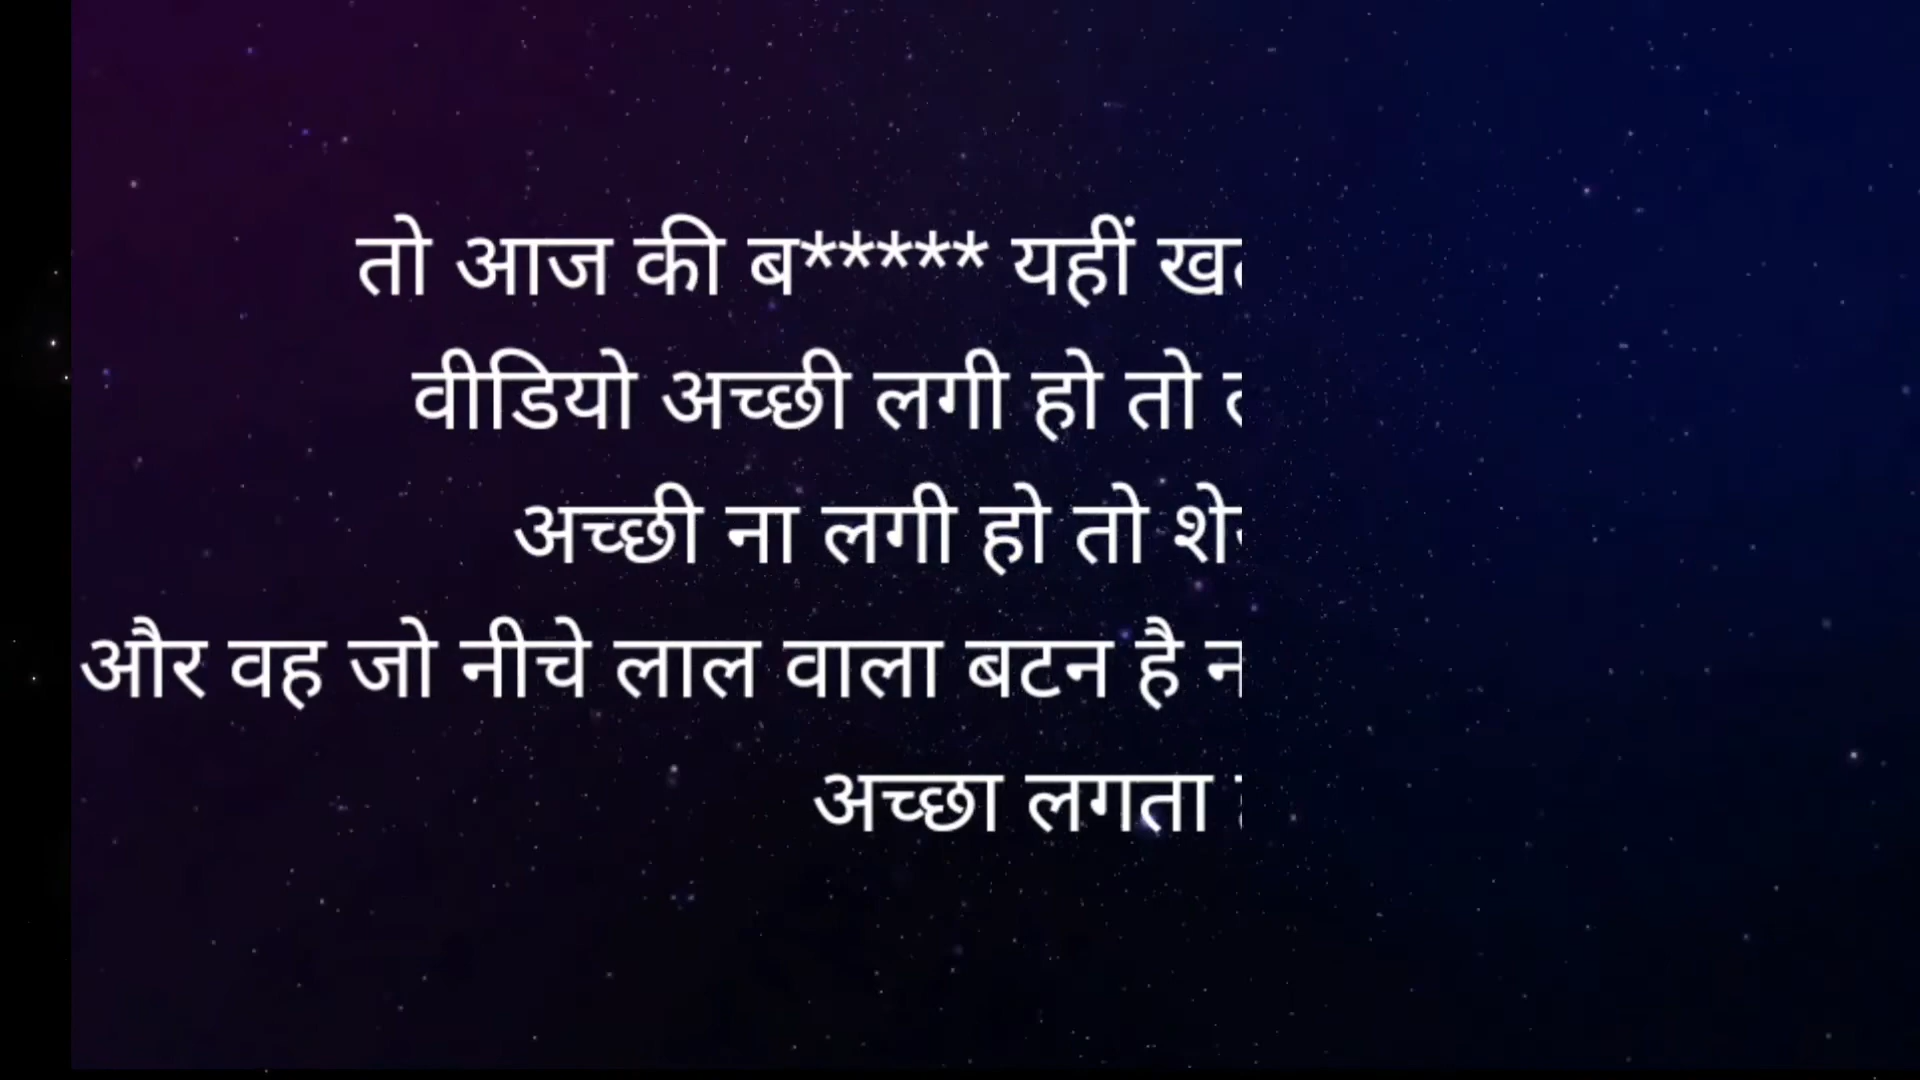 तो आज की ब***** यहीं
वीडियो अच्छी लगी हो तो
अच्छी ना लगी हो तो
और वह जो नीचे लाल वाला बटन है
अच्छा लगता